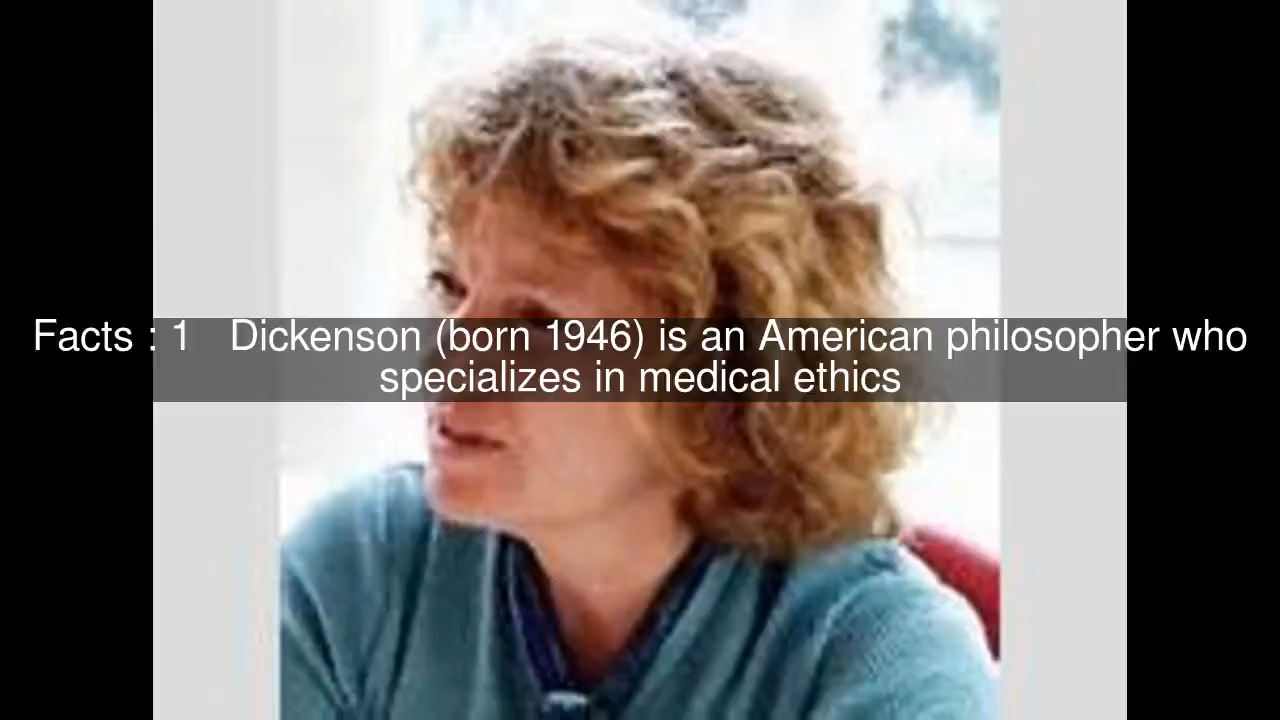 Facts : 1   Dickenson (born 1946) is an American philosopher who
specializes in medical ethics